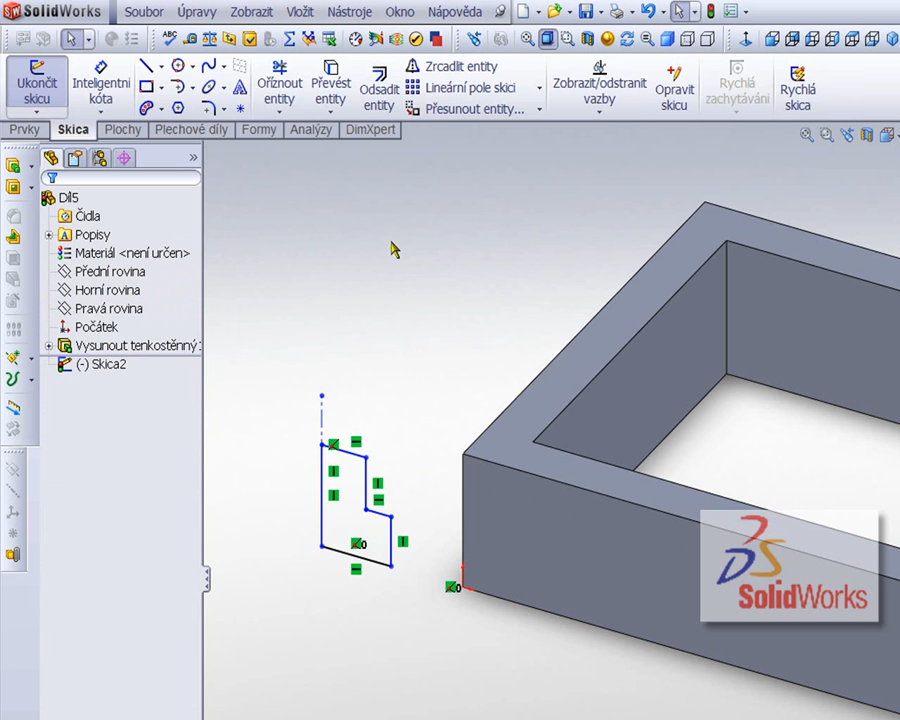 SolidWorks Soubor Úpravy Zobrazit Vložit Nástroje Okno Nápověda
Ukončit skicu
Inteligentní kóta
Oříznout entity
Převést entity
Odsadit entity
Zrcadlit entity
Lineární pole skici
Přesunout entity...
Zobrazit/odstranit vazby
Opravit skicu
Rychlá zachytávání
Rychlá skica
Prvky Skica Plochy Plechové díly Formy Analýzy DimXpert
Díl5
Čidla
Popisy
Materiál <není určen>
Přední rovina
Horní rovina
Pravá rovina
Počátek
Vysunout tenkostěnný
(-) Skica2
0
0
SolidWorks